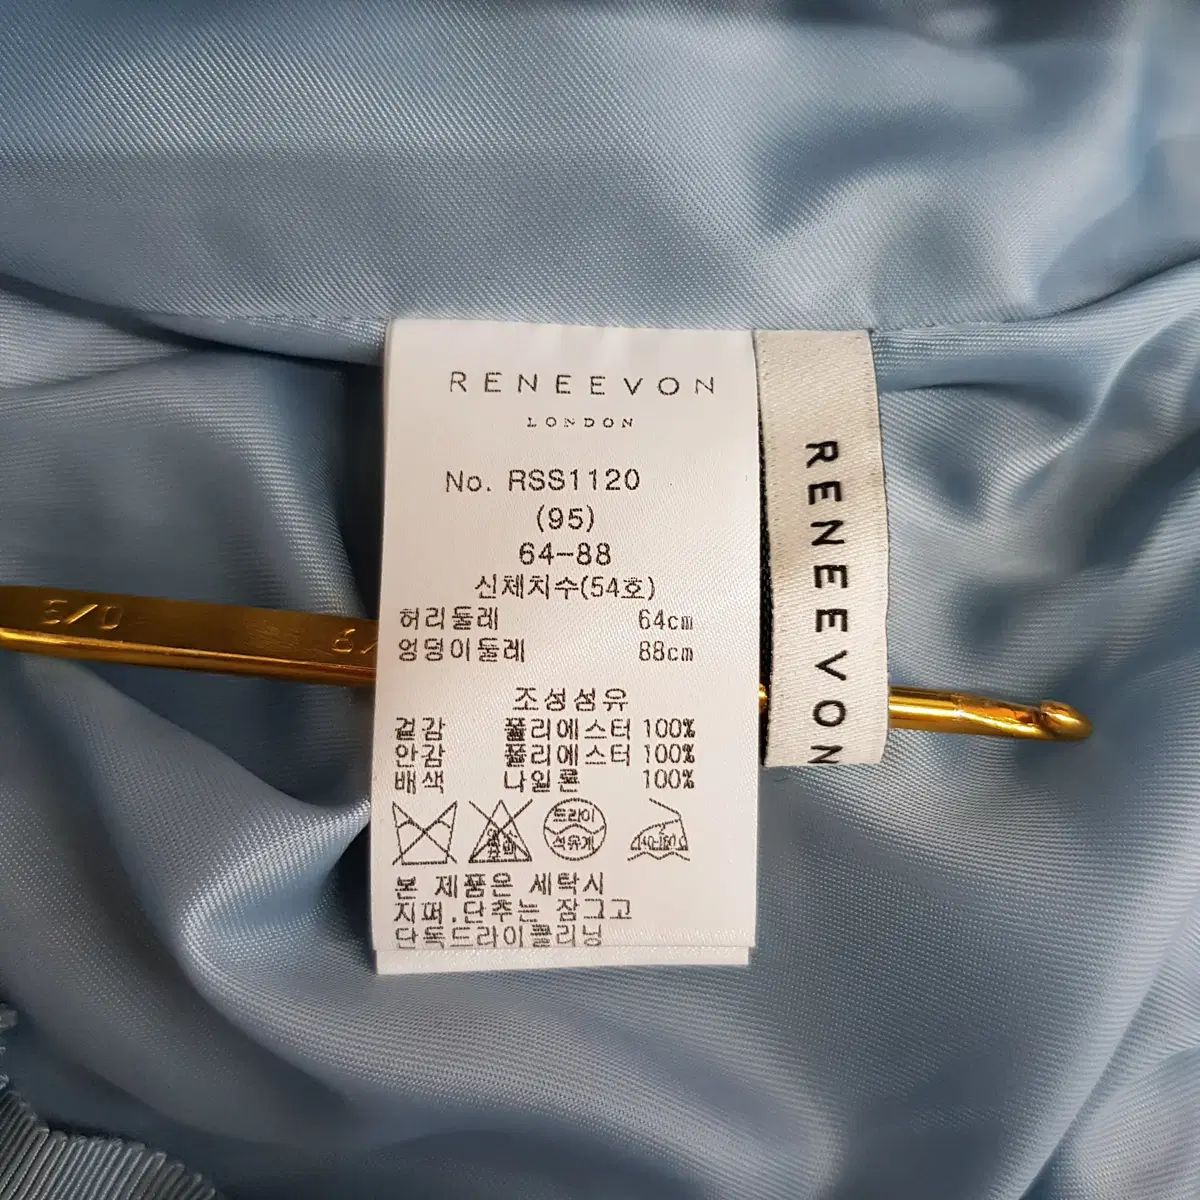 RENEEVON
LONDON
No. RSS1120
(95)
64-88
신체치수(54호)
허리둘레 64cm
엉덩이둘레 88cm
조성섬유
겉감 폴리에스터 100%
안감 폴리에스터 100%
배색 나일론 100%
드라이
석유계
본 제품은 세탁시
지퍼.단추는 잠그고
단독드라이클리닝
RENEEVON
5/0
6/